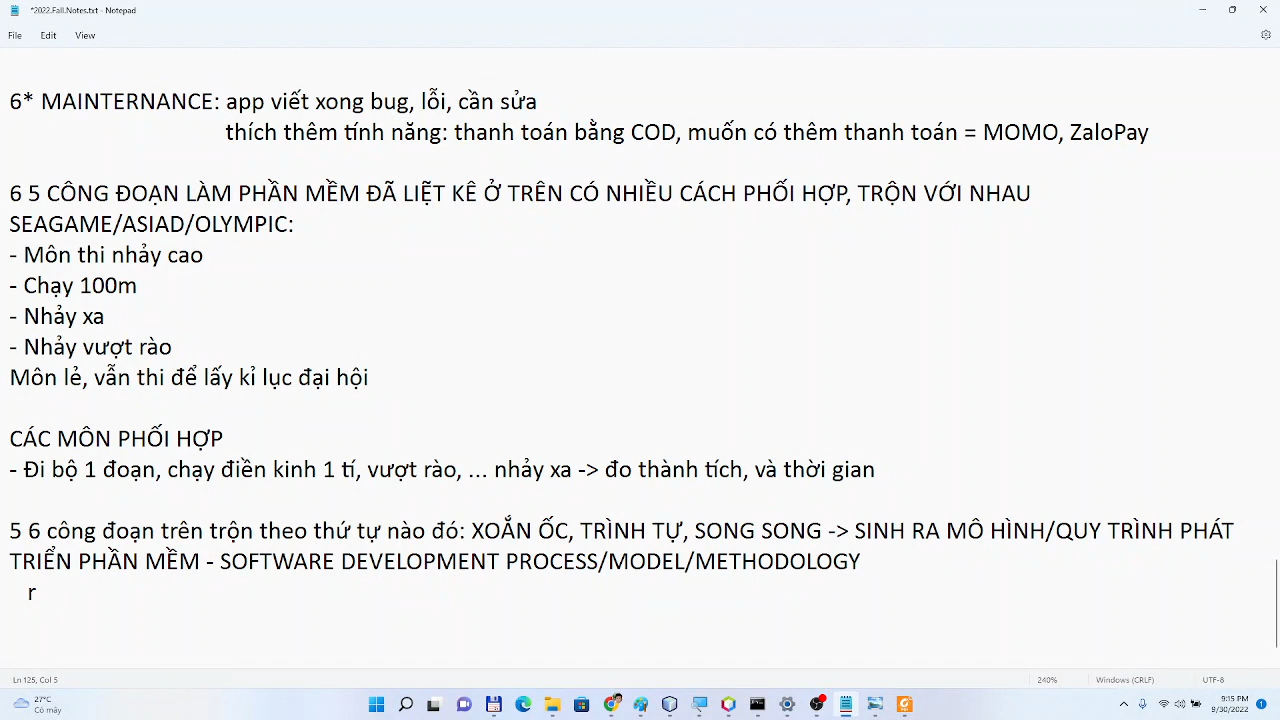 *2022.Fall.Notes.txt - Notepad
File Edit View
6* MAINTERNANCE: app viết xong bug, lỗi, cần sửa
thích thêm tính năng: thanh toán bằng COD, muốn có thêm thanh toán = MOMO, ZaloPay
6 5 CÔNG ĐOẠN LÀM PHẦN MỀM ĐÃ LIỆT KÊ Ở TRÊN CÓ NHIỀU CÁCH PHỐI HỢP, TRỘN VỚI NHAU
SEAGAME/ASIAD/OLYMPIC:
- Môn thi nhảy cao
- Chạy 100m
- Nhảy xa
- Nhảy vượt rào
Môn lẻ, vẫn thi để lấy kỉ lục đại hội
CÁC MÔN PHỐI HỢP
- Đi bộ 1 đoạn, chạy điền kinh 1 tí, vượt rào, ... nhảy xa -> đo thành tích, và thời gian
5 6 công đoạn trên trộn theo thứ tự nào đó: XOẮN ỐC, TRÌNH TỰ, SONG SONG -> SINH RA MÔ HÌNH/QUY TRÌNH PHÁT
TRIỂN PHẦN MỀM - SOFTWARE DEVELOPMENT PROCESS/MODEL/METHODOLOGY
r
Ln 125, Col 5 240% Windows (CRLF) UTF-8
27°C
Có mây
9:15 PM
9/30/2022